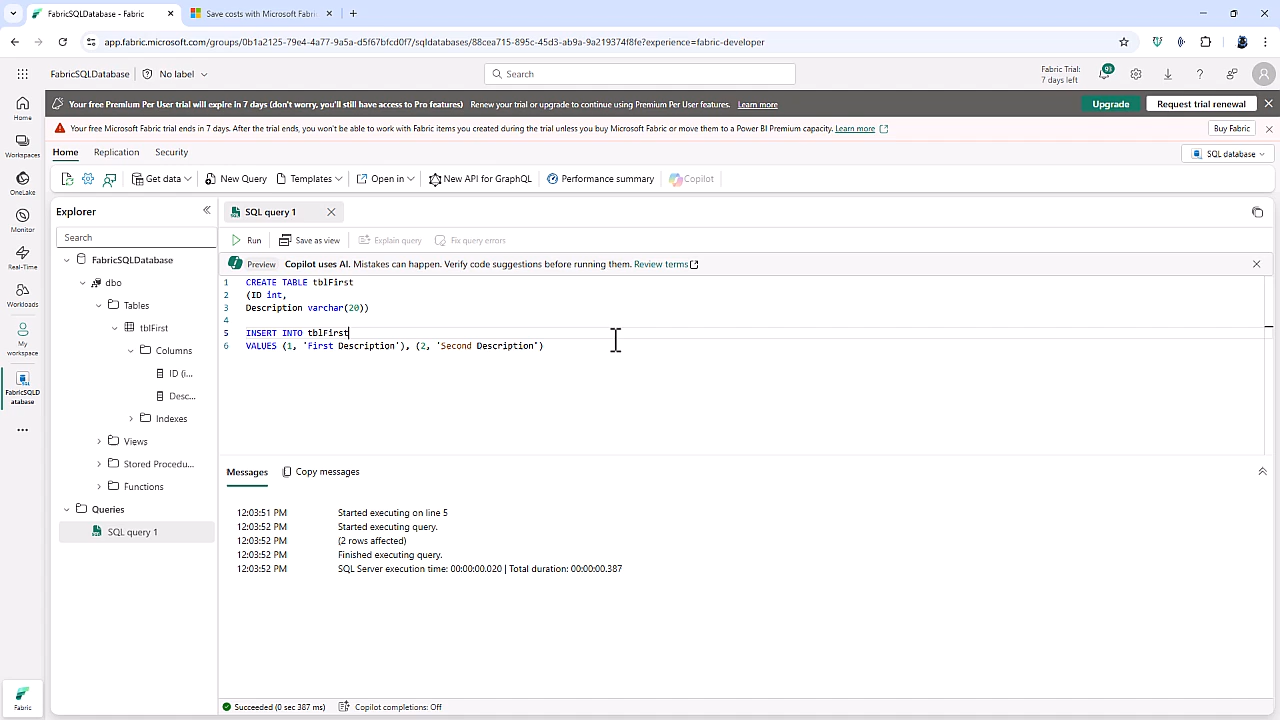 FabricSQLDatabase - Fabric
Save costs with Microsoft Fabric
app.fabric.microsoft.com/groups/0b1a2125-79e4-4a77-9a5a-d5f67bfcd0f7/sqldatabases/88cea715-895c-45d3-ab9a-9a219374f8fe?experience=fabric-developer
FabricSQLDatabase
No label
Search
Fabric Trial:
7 days left
93
Your free Premium Per User trial will expire in 7 days (don't worry, you'll still have access to Pro features)
Renew your trial or upgrade to continue using Premium Per User features.
Learn more
Upgrade
Request trial renewal
Your free Microsoft Fabric trial ends in 7 days. After the trial ends, you won't be able to work with Fabric items you created during the trial unless you buy Microsoft Fabric or move them to a Power BI Premium capacity.
Learn more
Buy Fabric
Home
Replication
Security
SQL database
Get data
New Query
Templates
Open in
New API for GraphQL
Performance summary
Copilot
Home
Workspaces
OneLake
Monitor
Real-Time
Workloads
My
workspace
FabricSQLD
atabase
Fabric
Explorer
Search
FabricSQLDatabase
dbo
Tables
tblFirst
Columns
ID (i...
Desc...
Indexes
Views
Stored Procedu...
Functions
Queries
SQL query 1
SQL query 1
Run
Save as view
Explain query
Fix query errors
Preview
Copilot uses AI. Mistakes can happen. Verify code suggestions before running them. Review terms
1 CREATE TABLE tblFirst
2 (ID int,
3 Description varchar(20))
4
5 INSERT INTO tblFirst
6 VALUES (1, 'First Description'), (2, 'Second Description')
Messages
Copy messages
12:03:51 PM Started executing on line 5
12:03:52 PM Started executing query.
12:03:52 PM (2 rows affected)
12:03:52 PM Finished executing query.
12:03:52 PM SQL Server execution time: 00:00:00.020 | Total duration: 00:00:00.387
Succeeded (0 sec 387 ms)
Copilot completions: Off